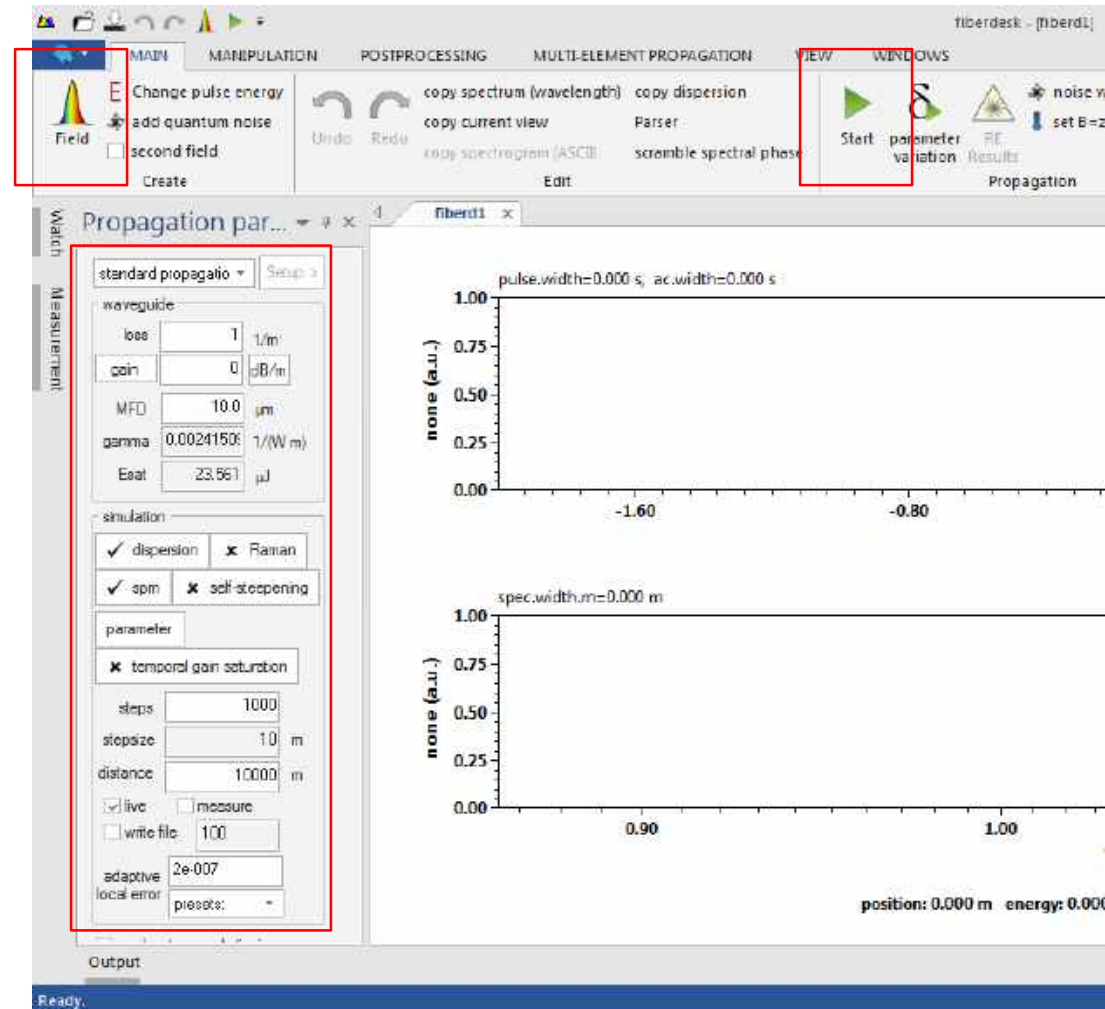 fiberdesk - [fiberd1]
MAIN MANIPULATION POSTPROCESSING MULTI-ELEMENT PROPAGATION VIEW WINDOWS
Field
Change pulse energy
add quantum noise
second field
Create
Undo Redo
copy spectrum (wavelength) copy dispersion
copy current view Parser
copy spectrogram (ASCII scramble spectral phase
Edit
Start
parameter variation
RE Results
noise
set B=z
Propagation
Watch
Measurement
Propagation par...
fiberd1 x
standard propagatio Setup >
waveguide
loss 1 1/m
gain 0 dB/m
MFD 10.0 µm
gamma 0.0024150 1/(W m)
Esat 23.561 µJ
simulation
dispersion Raman
spm self-steepening
parameter
temporal gain saturation
steps 1000
stepsize 10 m
distance 10000 m
live measure
write file 100
adaptive local error 2e-007
presets:
pulse.width=0.000 s, ac.width=0.000 s
none (a.u.)
1.00
0.75
0.50
0.25
0.00
-1.60 -0.80
spec.width.m=0.000 m
none (a.u.)
1.00
0.75
0.50
0.25
0.00
0.90 1.00
position: 0.000 m energy: 0.000
Output
Ready.